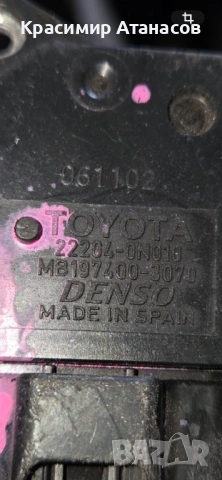 Красимир Атанасов
061102
TOYOTA
22204-0N010
MB197400-3070
DENSO
MADE IN SPAIN
bazar